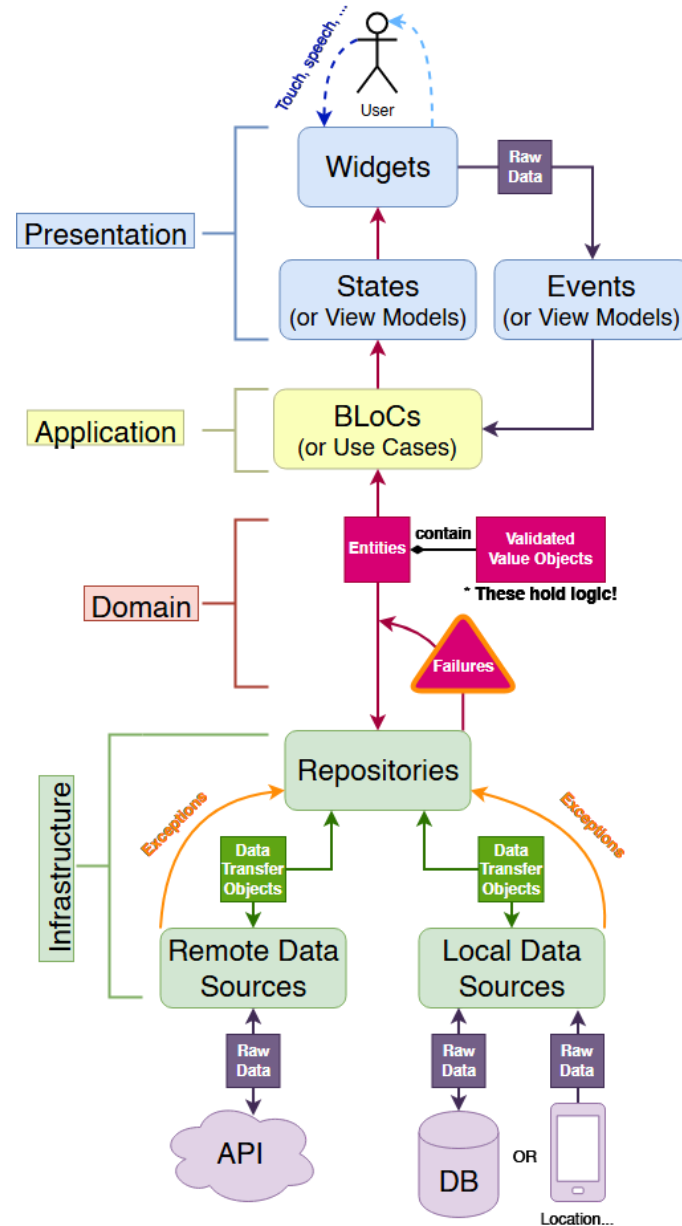 Touch, speech, ...
User
Widgets
Raw
Data
Presentation
States
(or View Models)
Events
(or View Models)
Application
BLoCs
(or Use Cases)
Entities
contain
Validated
Value Objects
* These hold logic!
Domain
Failures
Infrastructure
Repositories
Exceptions
Exceptions
Data
Transfer
Objects
Data
Transfer
Objects
Remote Data
Sources
Local Data
Sources
Raw
Data
Raw
Data
Raw
Data
API
DB
OR
Location...